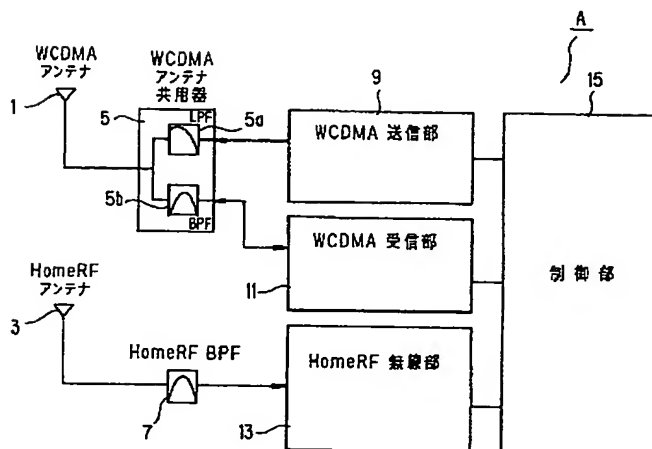 A
WCDMA
アンテナ
1
WCDMA
アンテナ
共用器
5
LPF
5a
5b
BPF
9
WCDMA 送信部
15
WCDMA 受信部
11
制御部
HomeRF
アンテナ
3
HomeRF BPF
7
HomeRF 無線部
13